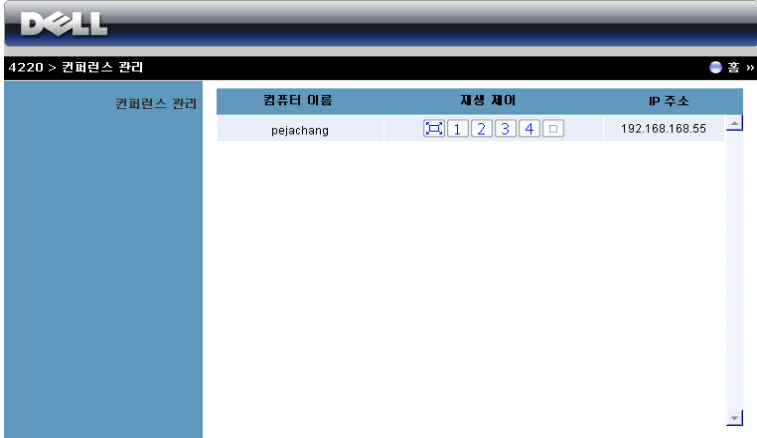 DELL
4220 > 컨퍼런스 관리
홈 »
컨퍼런스 관리
컴퓨터 이름 재생 제어 IP 주소
pejachang 1 2 3 4 192.168.168.55